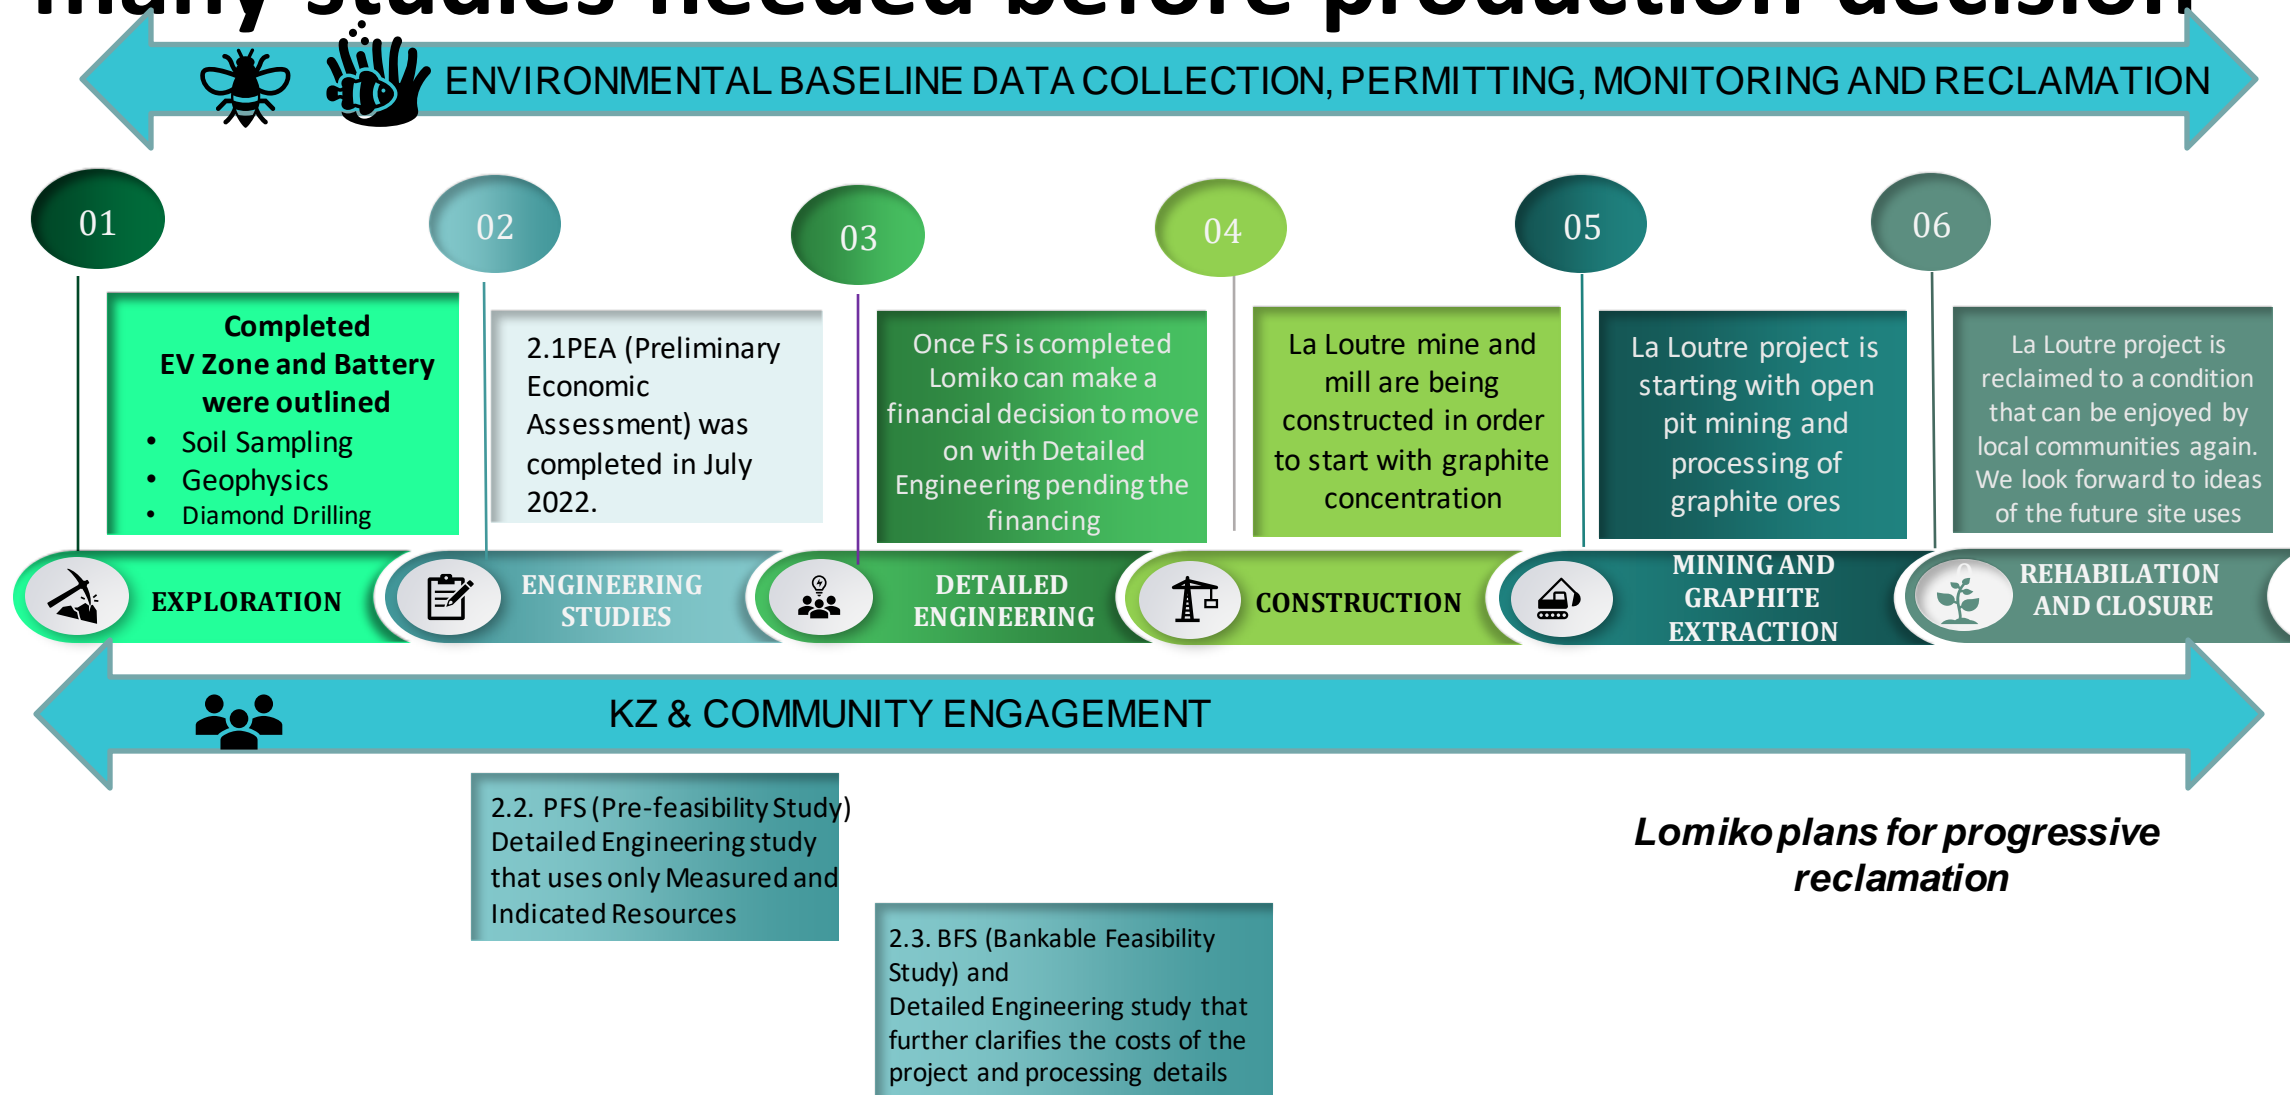 many studies needed before production decision
ENVIRONMENTAL BASELINE DATA COLLECTION, PERMITTING, MONITORING AND RECLAMATION
01
02
03
04
05
06
Completed
EV Zone and Battery
were outlined
• Soil Sampling
• Geophysics
• Diamond Drilling
2.1PEA (Preliminary
Economic
Assessment) was
completed in July
2022.
Once FS is completed
Lomiko can make a
financial decision to move
on with Detailed
Engineering pending the
financing
La Loutre mine and
mill are being
constructed in order
to start with graphite
concentration
La Loutre project is
starting with open
pit mining and
processing of
graphite ores
La Loutre project is
reclaimed to a condition
that can be enjoyed by
local communities again.
We look forward to ideas
of the future site uses
EXPLORATION
ENGINEERING
STUDIES
DETAILED
ENGINEERING
CONSTRUCTION
MINING AND
GRAPHITE
EXTRACTION
REHABILATION
AND CLOSURE
KZ & COMMUNITY ENGAGEMENT
2.2. PFS (Pre-feasibility Study)
Detailed Engineering study
that uses only Measured and
Indicated Resources
2.3. BFS (Bankable Feasibility
Study) and
Detailed Engineering study that
further clarifies the costs of the
project and processing details
Lomiko plans for progressive
reclamation